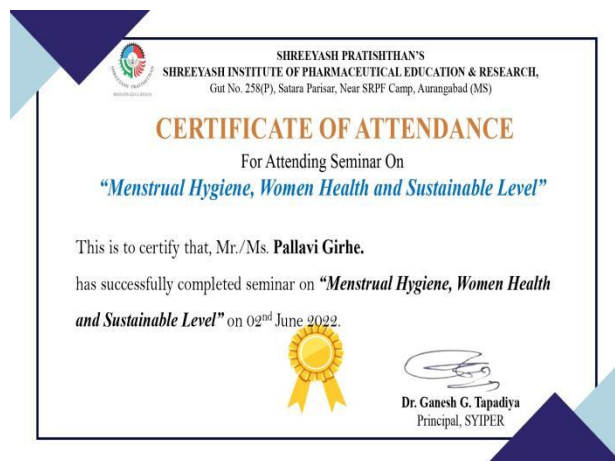 SHREEYASH PRATISHTHAN'S
SHREEYASH INSTITUTE OF PHARMACEUTICAL EDUCATION & RESEARCH,
Gut No. 258(P), Satara Parisar, Near SRPF Camp, Aurangabad (MS)
CERTIFICATE OF ATTENDANCE
For Attending Seminar On
“Menstrual Hygiene, Women Health and Sustainable Level”
This is to certify that, Mr./Ms. Pallavi Girhe.
has successfully completed seminar on “Menstrual Hygiene, Women Health
and Sustainable Level” on 02nd June 2022.
Dr. Ganesh G. Tapadiya
Principal, SYIPER